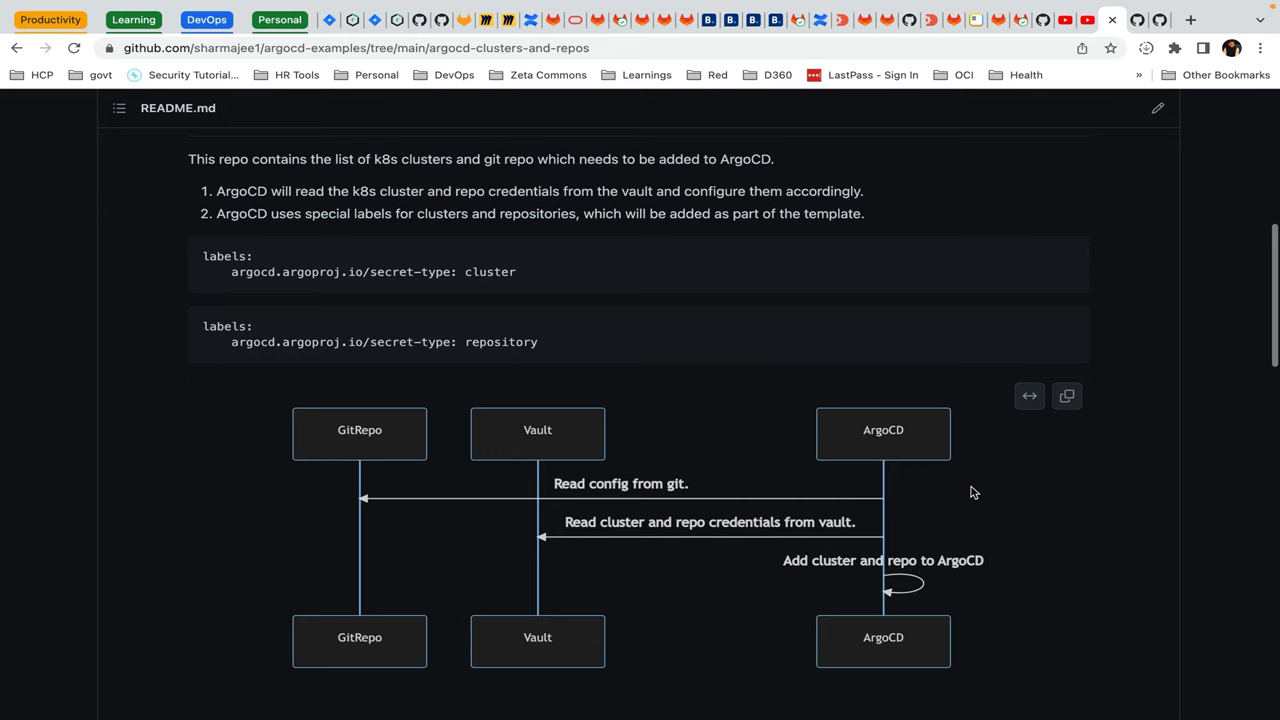 Productivity
Learning
DevOps
Personal
github.com/sharmajee1/argocd-examples/tree/main/argocd-clusters-and-repos
HCP
govt
Security Tutorial...
HR Tools
Personal
DevOps
Zeta Commons
Learnings
Red
D360
LastPass - Sign In
OCI
Health
»
Other Bookmarks
README.md
This repo contains the list of k8s clusters and git repo which needs to be added to ArgoCD.
1. ArgoCD will read the k8s cluster and repo credentials from the vault and configure them accordingly.
2. ArgoCD uses special labels for clusters and repositories, which will be added as part of the template.
labels:
argocd.argoproj.io/secret-type: cluster
labels:
argocd.argoproj.io/secret-type: repository
GitRepo
Vault
ArgoCD
Read config from git.
Read cluster and repo credentials from vault.
Add cluster and repo to ArgoCD
GitRepo
Vault
ArgoCD